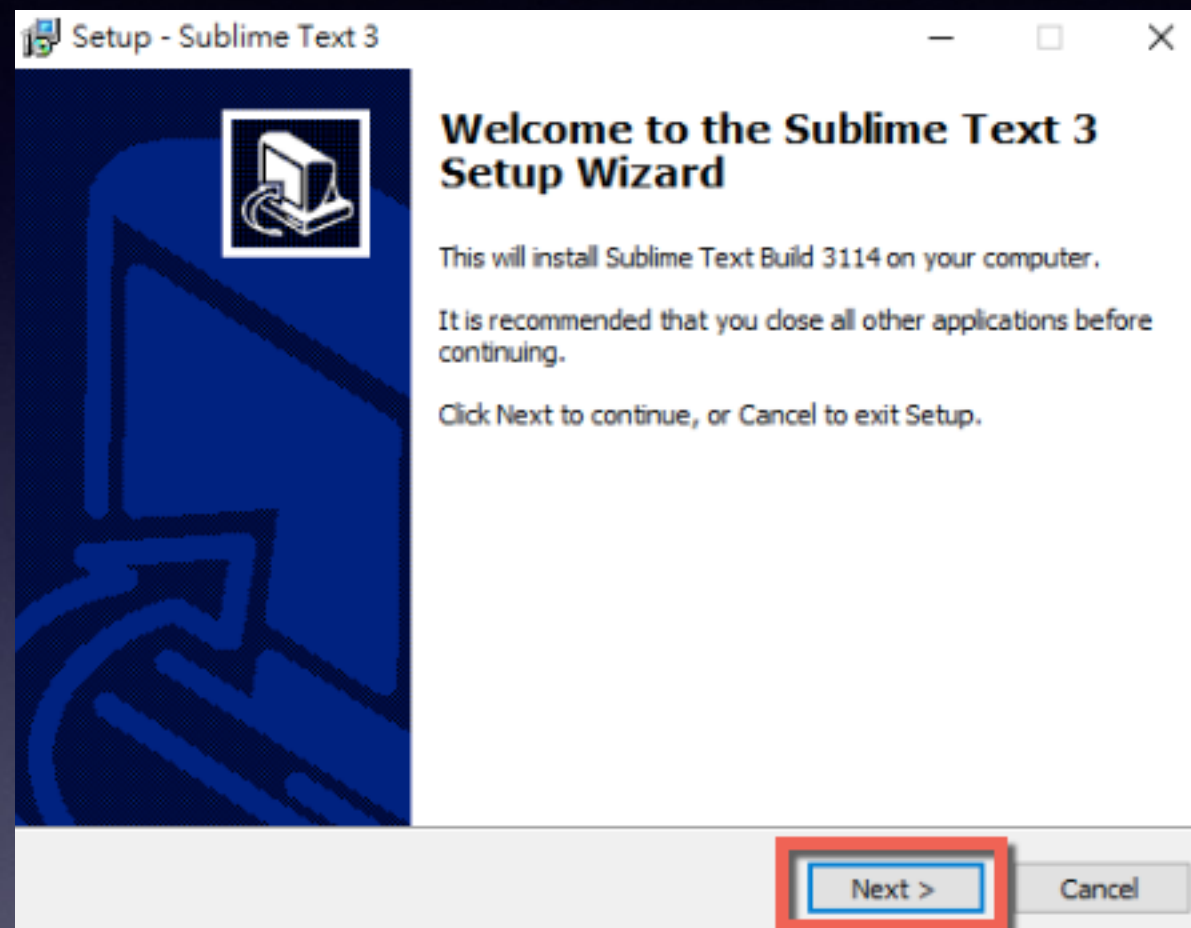 Setup - Sublime Text 3
Welcome to the Sublime Text 3
Setup Wizard
This will install Sublime Text Build 3114 on your computer.
It is recommended that you close all other applications before
continuing.
Click Next to continue, or Cancel to exit Setup.
Next >
Cancel